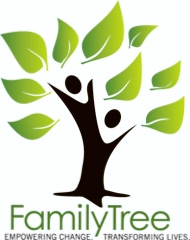 FamilyTree
EMPOWERING CHANGE. TRANSFORMING LIVES.